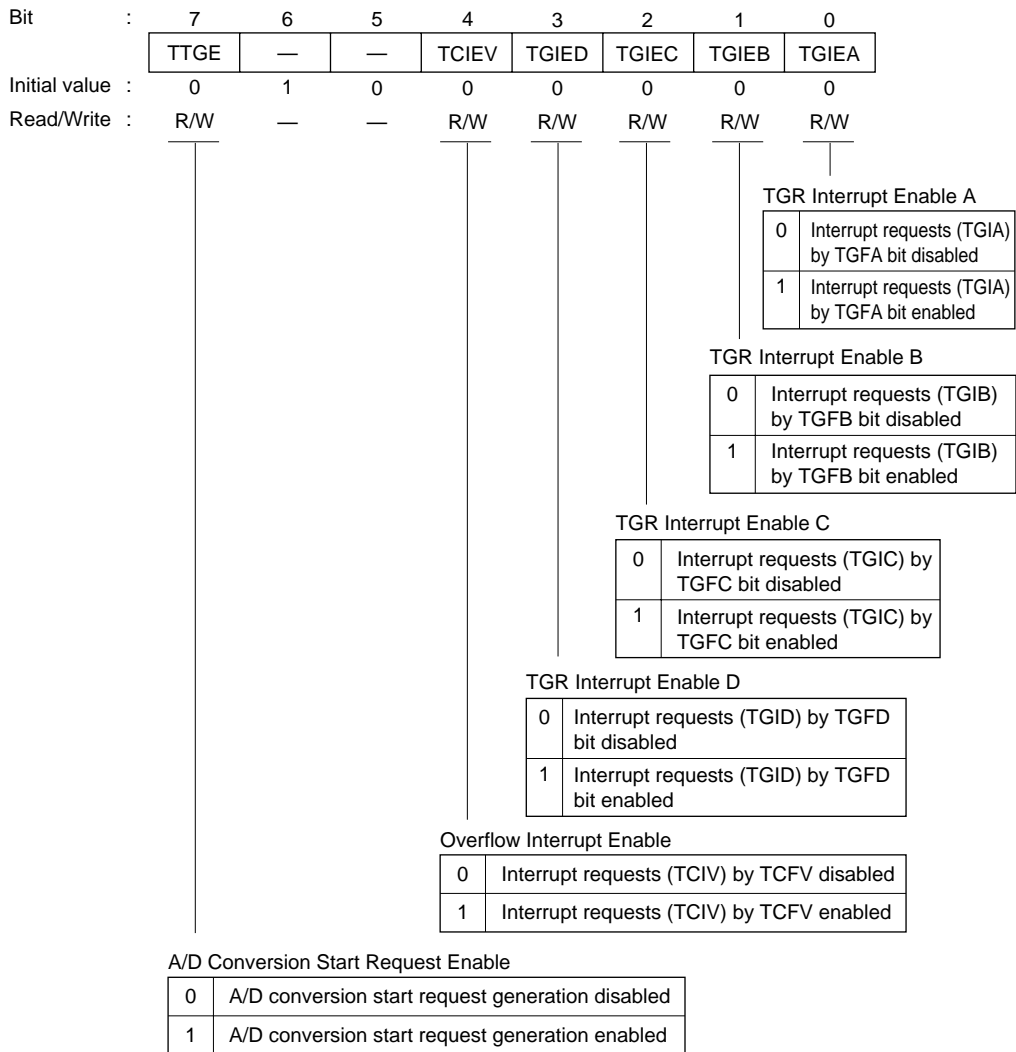 Bit : 7 6 5 4 3 2 1 0
TTGE — — TCIEV TGIED TGIEC TGIEB TGIEA
Initial value : 0 1 0 0 0 0 0 0
Read/Write : R/W — — R/W R/W R/W R/W R/W
TGR Interrupt Enable A
0 Interrupt requests (TGIA)
by TGFA bit disabled
1 Interrupt requests (TGIA)
by TGFA bit enabled
TGR Interrupt Enable B
0 Interrupt requests (TGIB)
by TGFB bit disabled
1 Interrupt requests (TGIB)
by TGFB bit enabled
TGR Interrupt Enable C
0 Interrupt requests (TGIC) by
TGFC bit disabled
1 Interrupt requests (TGIC) by
TGFC bit enabled
TGR Interrupt Enable D
0 Interrupt requests (TGID) by TGFD
bit disabled
1 Interrupt requests (TGID) by TGFD
bit enabled
Overflow Interrupt Enable
0 Interrupt requests (TCIV) by TCFV disabled
1 Interrupt requests (TCIV) by TCFV enabled
A/D Conversion Start Request Enable
0 A/D conversion start request generation disabled
1 A/D conversion start request generation enabled